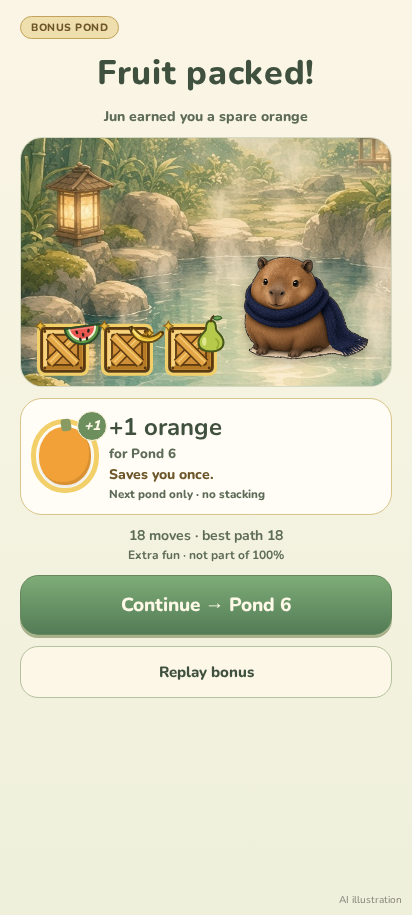 BONUS POND
Fruit packed!
Jun earned you a spare orange
+1
+1 orange
for Pond 6
Saves you once.
Next pond only · no stacking
18 moves · best path 18
Extra fun · not part of 100%
Continue → Pond 6
Replay bonus
AI illustration